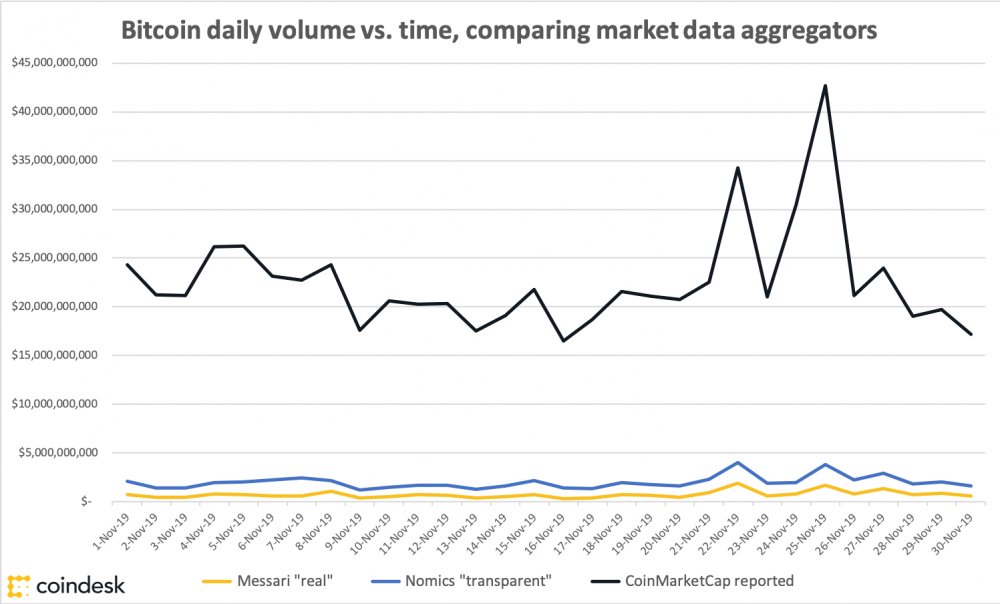 Bitcoin daily volume vs. time, comparing market data aggregators
$45,000,000,000
$40,000,000,000
$35,000,000,000
$30,000,000,000
$25,000,000,000
$20,000,000,000
$15,000,000,000
$10,000,000,000
$5,000,000,000
$-
1-Nov-19
2-Nov-19
3-Nov-19
4-Nov-19
5-Nov-19
6-Nov-19
7-Nov-19
8-Nov-19
9-Nov-19
10-Nov-19
11-Nov-19
12-Nov-19
13-Nov-19
14-Nov-19
15-Nov-19
16-Nov-19
17-Nov-19
18-Nov-19
19-Nov-19
20-Nov-19
21-Nov-19
22-Nov-19
23-Nov-19
24-Nov-19
25-Nov-19
26-Nov-19
27-Nov-19
28-Nov-19
29-Nov-19
30-Nov-19
coindesk
Messari "real"
Nomics "transparent"
CoinMarketCap reported